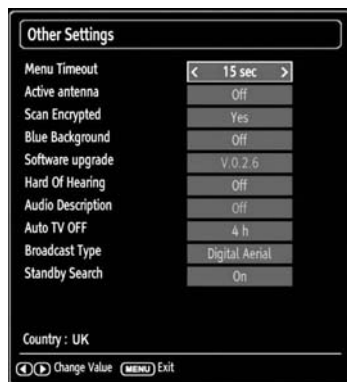 Other Settings
Menu Timeout < 15 sec >
Active antenna Off
Scan Encrypted Yes
Blue Background Off
Software upgrade V.0.2.6
Hard Of Hearing Off
Audio Description Off
Auto TV OFF 4 h
Broadcast Type Digital Aerial
Standby Search On
Country : UK
Change Value MENU Exit